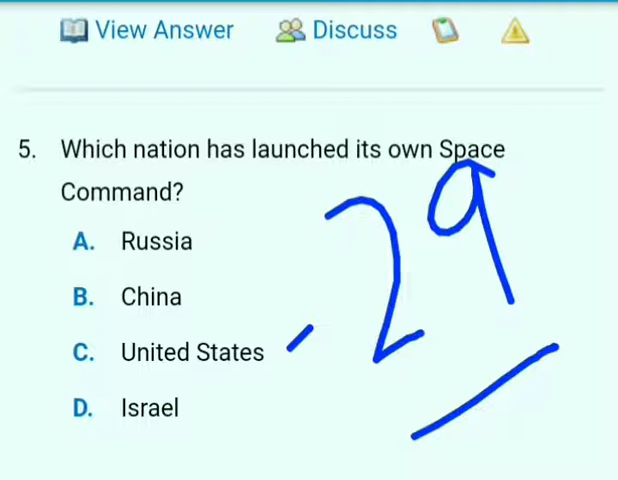 View Answer Discuss
5. Which nation has launched its own Space
Command?
A. Russia
B. China
C. United States
D. Israel
29